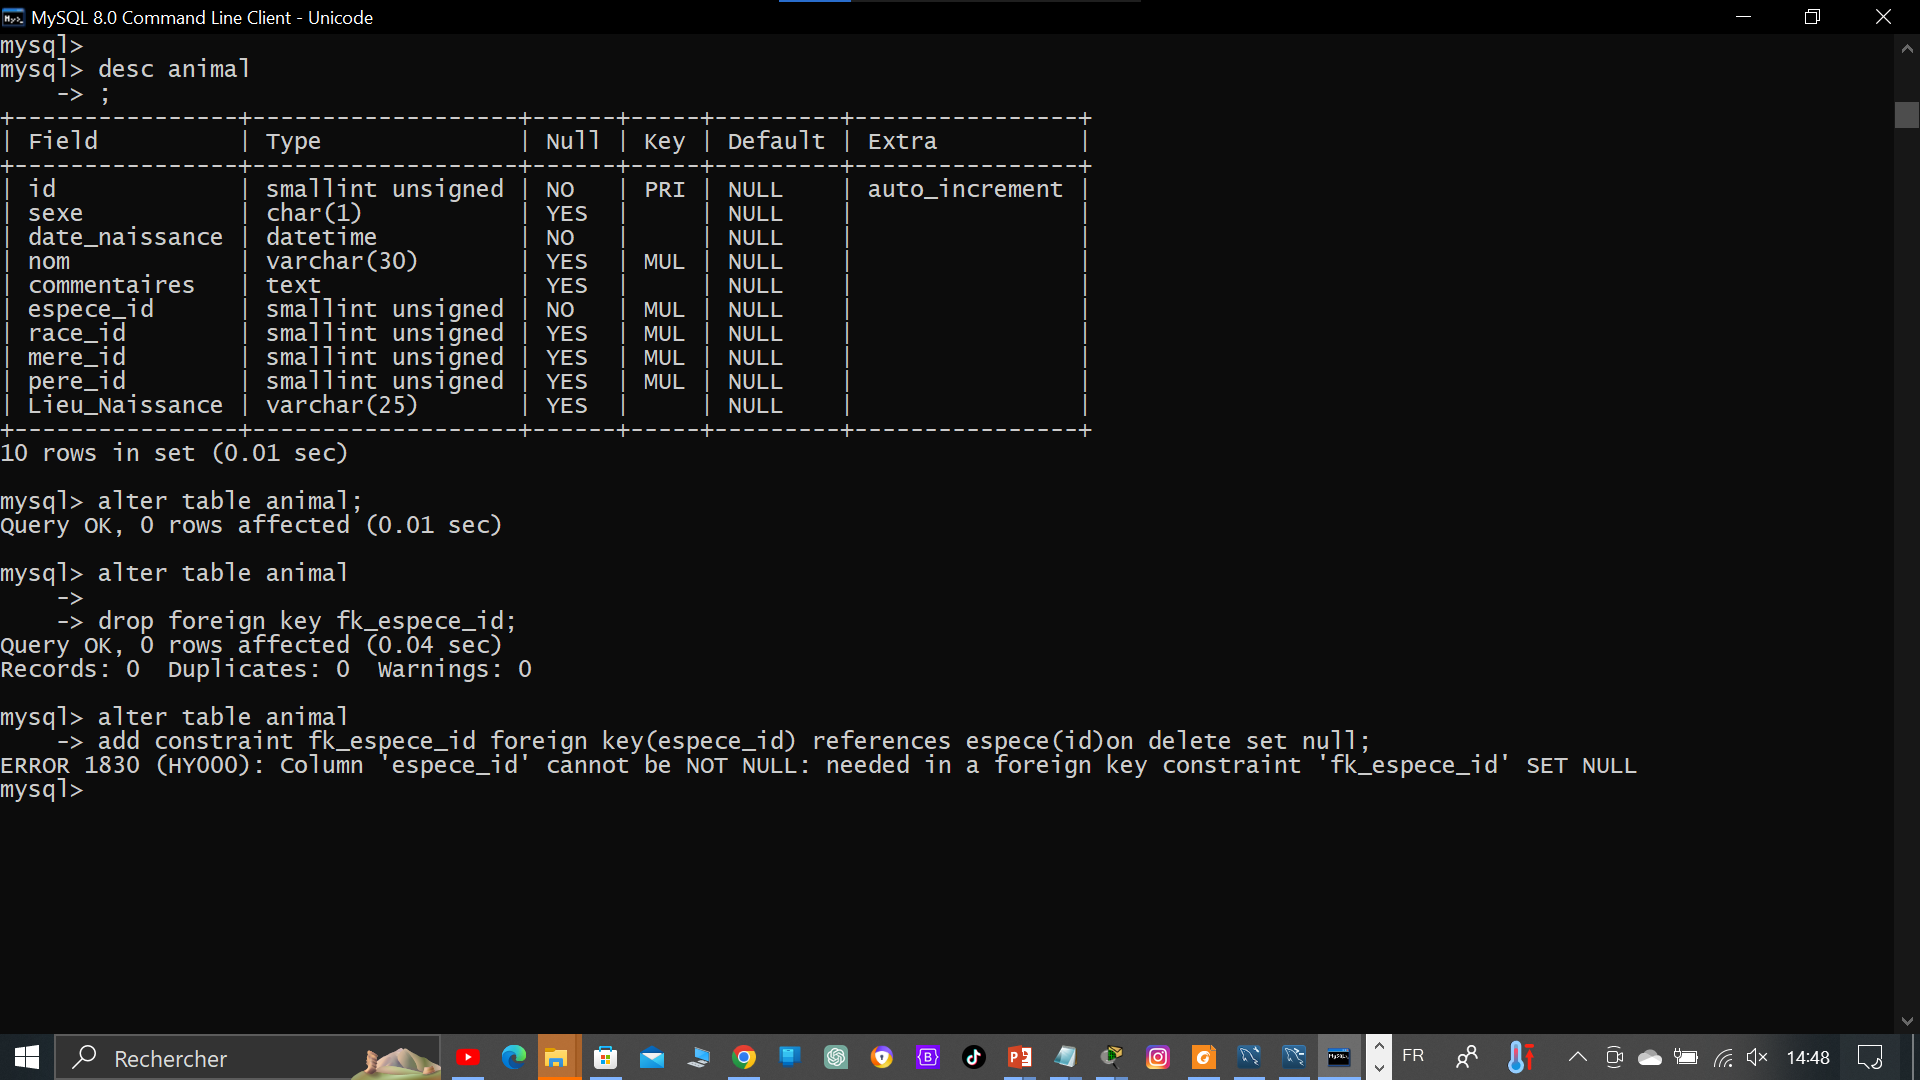 MySQL 8.0 Command Line Client - Unicode
mysql>
mysql> desc animal
    -> ;
+----------------+-------------------+------+-----+---------+----------------+
| Field          | Type              | Null | Key | Default | Extra          |
+----------------+-------------------+------+-----+---------+----------------+
| id             | smallint unsigned | NO   | PRI | NULL    | auto_increment |
| sexe           | char(1)           | YES  |     | NULL    |                |
| date_naissance | datetime          | NO   |     | NULL    |                |
| nom            | varchar(30)       | YES  | MUL | NULL    |                |
| commentaires   | text              | YES  |     | NULL    |                |
| espece_id      | smallint unsigned | NO   | MUL | NULL    |                |
| race_id        | smallint unsigned | YES  | MUL | NULL    |                |
| mere_id        | smallint unsigned | YES  | MUL | NULL    |                |
| pere_id        | smallint unsigned | YES  | MUL | NULL    |                |
| Lieu_Naissance | varchar(25)       | YES  |     | NULL    |                |
+----------------+-------------------+------+-----+---------+----------------+
10 rows in set (0.01 sec)
mysql> alter table animal;
Query OK, 0 rows affected (0.01 sec)
mysql> alter table animal
    ->
    -> drop foreign key fk_espece_id;
Query OK, 0 rows affected (0.04 sec)
Records: 0  Duplicates: 0  Warnings: 0
mysql> alter table animal
    -> add constraint fk_espece_id foreign key(espece_id) references espece(id)on delete set null;
ERROR 1830 (HY000): Column 'espece_id' cannot be NOT NULL: needed in a foreign key constraint 'fk_espece_id' SET NULL
mysql>
Rechercher
FR
14:48